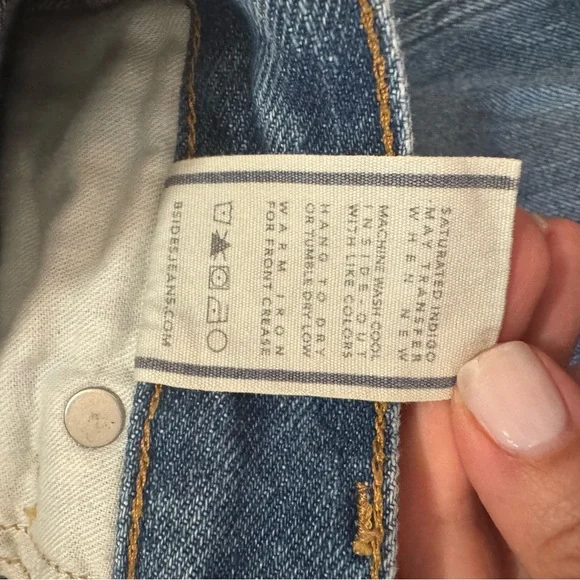 SATURATED INDIGO
MAY TRANSFER
WHEN NEW
MACHINE WASH COOL
INSIDE-OUT
WITH LIKE COLORS
HANG TO DRY
OR TUMBLE DRY LOW
WARM IRON
FOR FRONT CREASE
BSIDESJEANS.COM